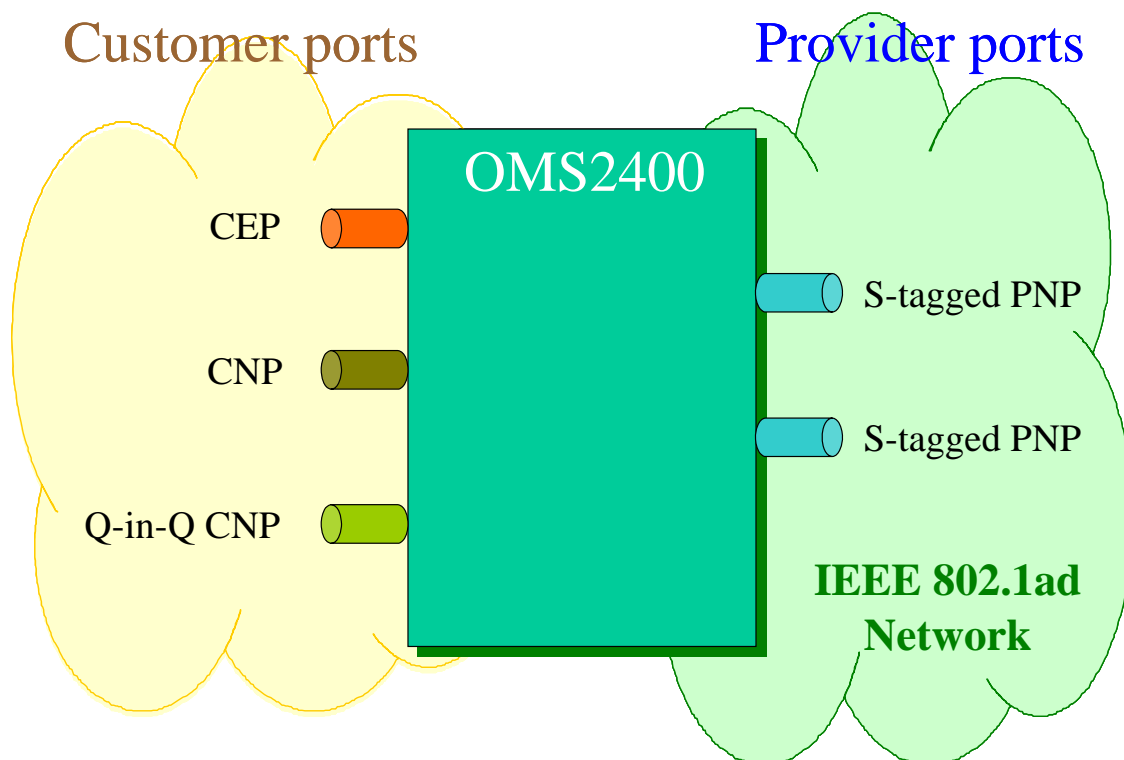 Customer ports
Provider ports
OMS2400
CEP
S-tagged PNP
CNP
S-tagged PNP
Q-in-Q CNP
IEEE 802.1ad
Network